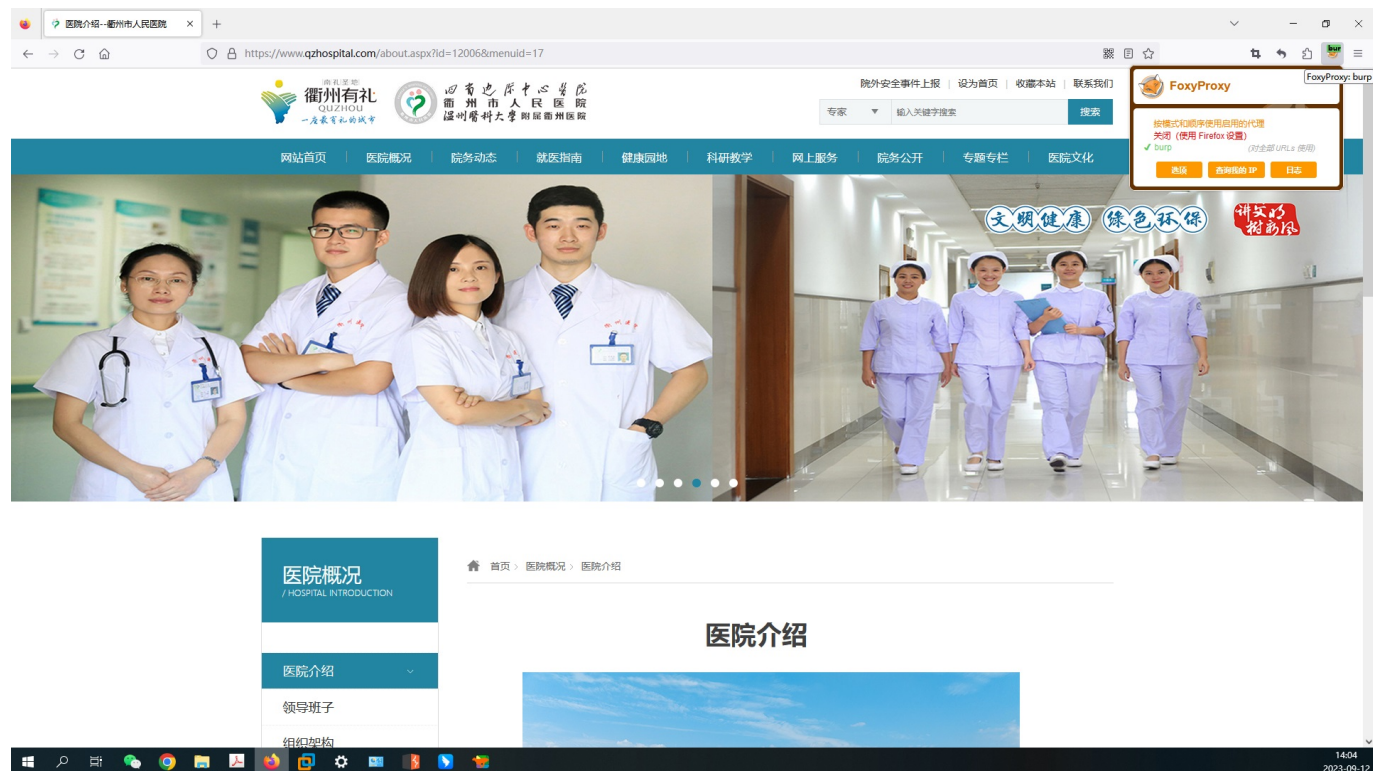 医院介绍--衢州市人民医院
https://www.qzhospital.com/about.aspx?id=12006&menuid=17
FoxyProxy: burp
bur
FoxyProxy
按模式和顺序使用启用的代理
关闭 (使用 Firefox 设置)
burp (对全部 URLs 使用)
选项 查询我的 IP 日志
南孔圣地
衢州有礼
QUZHOU
一座最有礼的城市
四省边际中心医院
衢州市人民医院
温州医科大学附属衢州医院
院外安全事件上报 设为首页 收藏本站 联系我们
专家 输入关键字搜索 搜索
网站首页 医院概况 院务动态 就医指南 健康园地 科研教学 网上服务 院务公开 专题专栏 医院文化
文明健康 绿色环保
讲文明
树新风
医院概况
/ HOSPITAL INTRODUCTION
首页 > 医院概况 > 医院介绍
医院介绍
医院介绍
领导班子
组织架构
14:04
2023-09-12